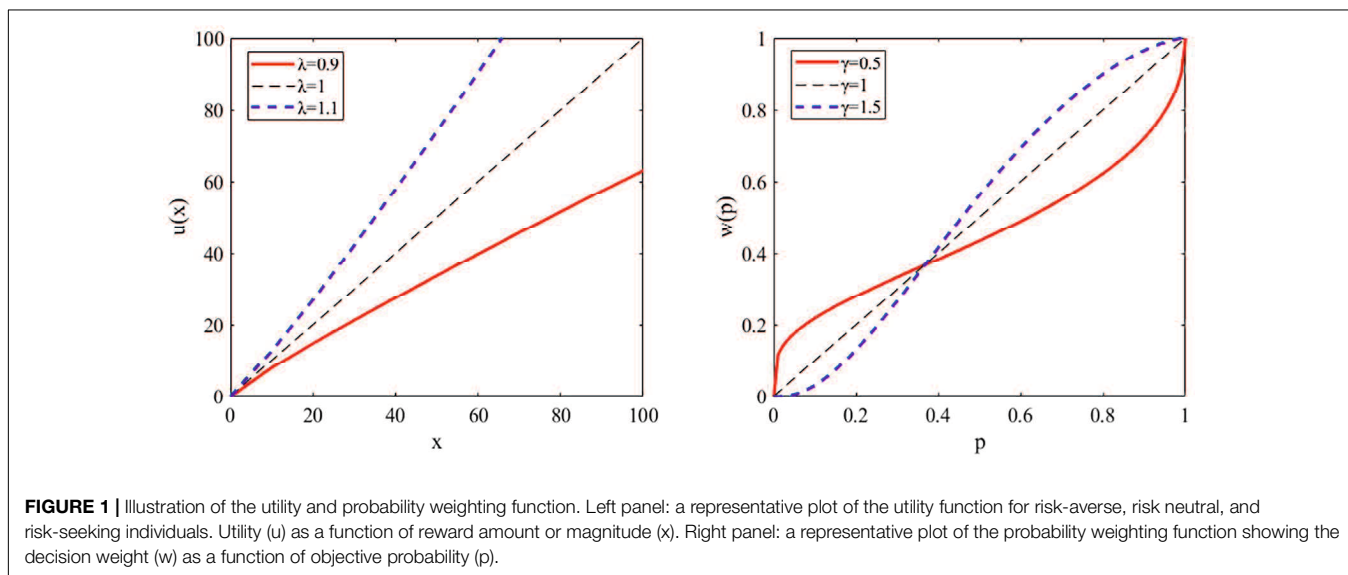 100
80
60
40
20
0
u(x)
λ=0.9
λ=1
λ=1.1
0 20 40 60 80 100
x
1
0.8
0.6
0.4
0.2
0
w(p)
γ=0.5
γ=1
γ=1.5
0 0.2 0.4 0.6 0.8 1
p
FIGURE 1 | Illustration of the utility and probability weighting function. Left panel: a representative plot of the utility function for risk-averse, risk neutral, and
risk-seeking individuals. Utility (u) as a function of reward amount or magnitude (x). Right panel: a representative plot of the probability weighting function showing the
decision weight (w) as a function of objective probability (p).